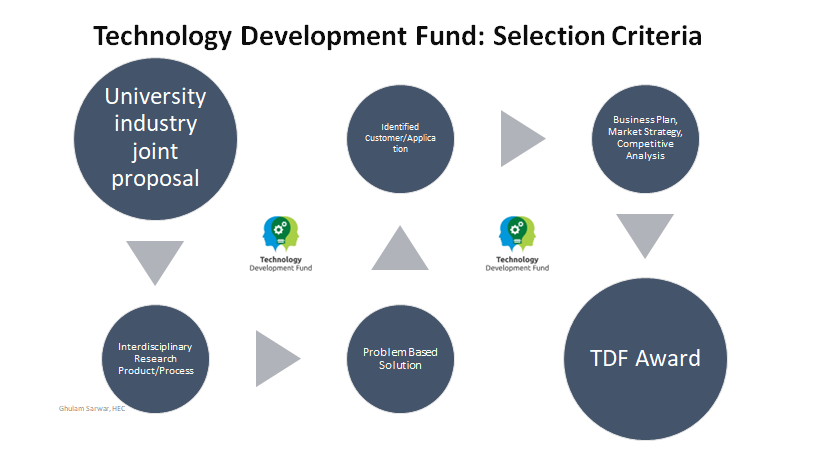 Technology Development Fund: Selection Criteria
University
industry
joint
proposal
Interdisciplinary
Research
Product/Process
Problem Based
Solution
Identified
Customer/Applica
tion
Business Plan,
Market Strategy,
Competitive
Analysis
TDF Award
Technology
Development Fund
Technology
Development Fund
Ghulam Sarwar, HEC